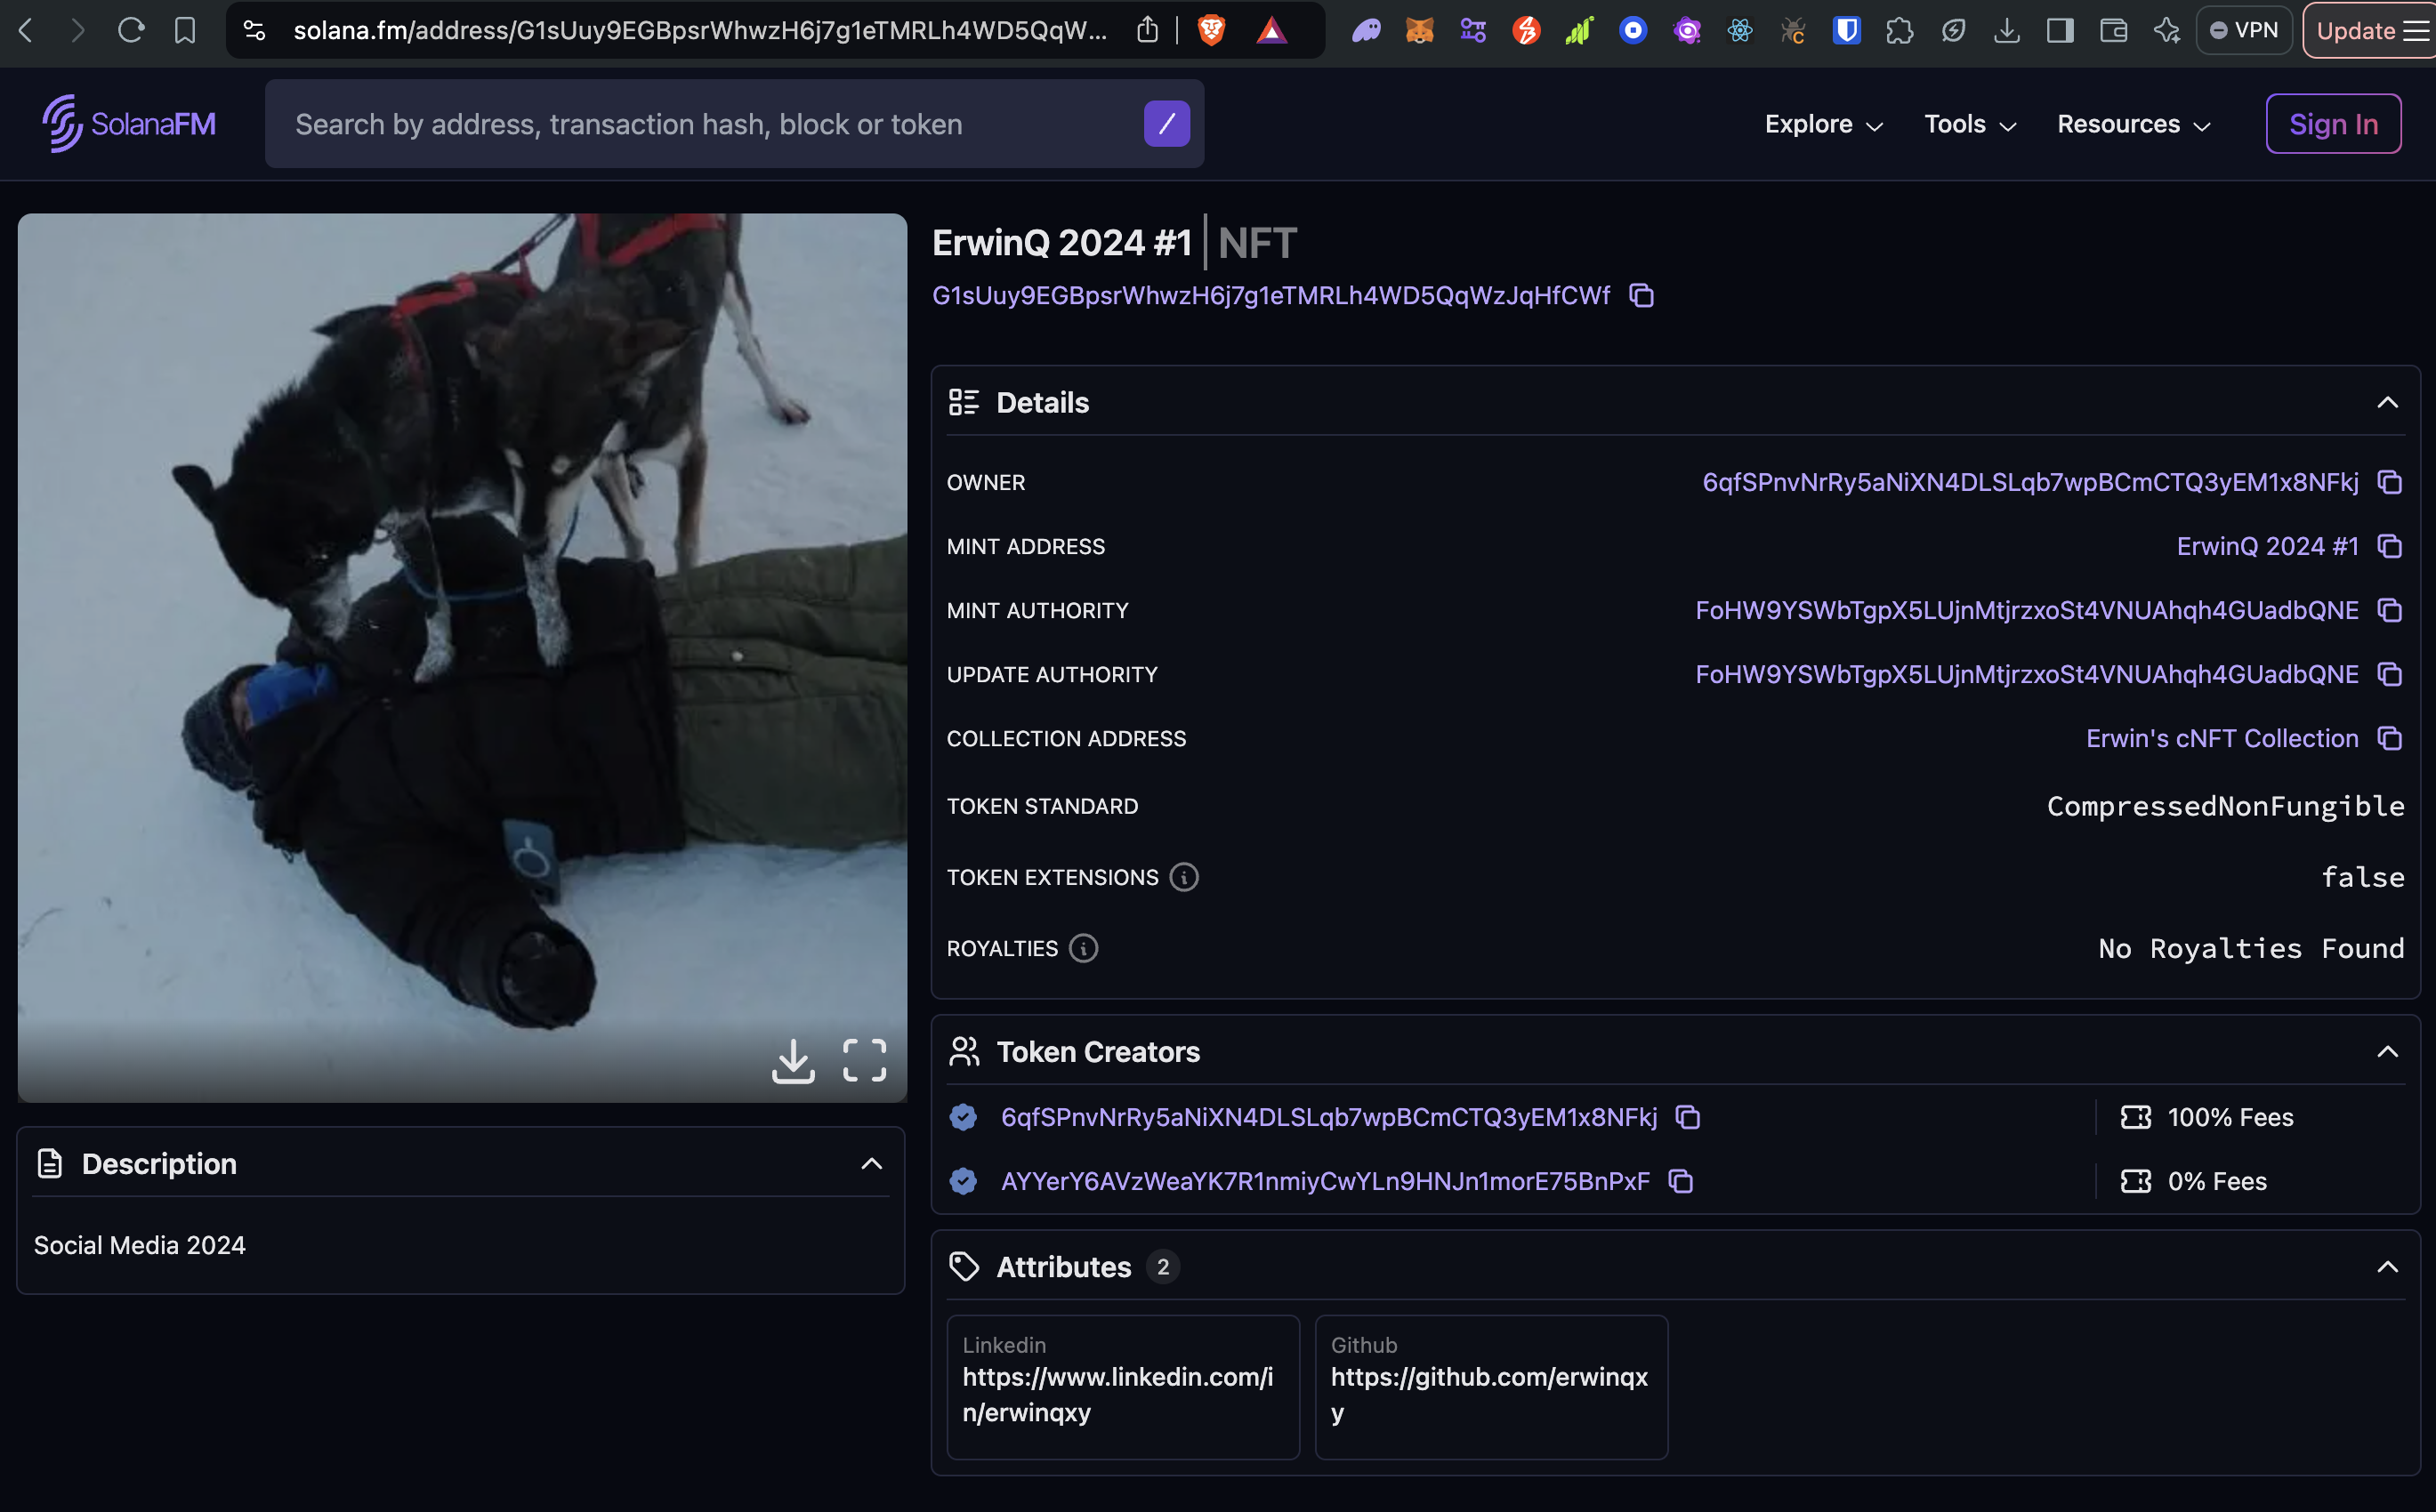 solana.fm/address/G1sUuy9EGBpsrWhwzH6j7g1eTMRLh4WD5QqW...
VPN
Update
SolanaFM
Search by address, transaction hash, block or token
/
Explore
Tools
Resources
Sign In
ErwinQ 2024 #1 | NFT
G1sUuy9EGBpsrWhwzH6j7g1eTMRLh4WD5QqWzJqHfCWf
Details
OWNER 6qfSPnvNrRy5aNiXN4DLSLqb7wpBCmCTQ3yEM1x8NFkj
MINT ADDRESS ErwinQ 2024 #1
MINT AUTHORITY FoHW9YSWbTgpX5LUjnMtjrzxoSt4VNUAhqh4GUadbQNE
UPDATE AUTHORITY FoHW9YSWbTgpX5LUjnMtjrzxoSt4VNUAhqh4GUadbQNE
COLLECTION ADDRESS Erwin's cNFT Collection
TOKEN STANDARD CompressedNonFungible
TOKEN EXTENSIONS false
ROYALTIES No Royalties Found
Token Creators
6qfSPnvNrRy5aNiXN4DLSLqb7wpBCmCTQ3yEM1x8NFkj 100% Fees
AYYerY6AVzWeaYK7R1nmiyCwYLn9HNJn1morE75BnPxF 0% Fees
Description
Social Media 2024
Attributes 2
Linkedin
https://www.linkedin.com/i
n/erwinqxy
Github
https://github.com/erwinqx
y